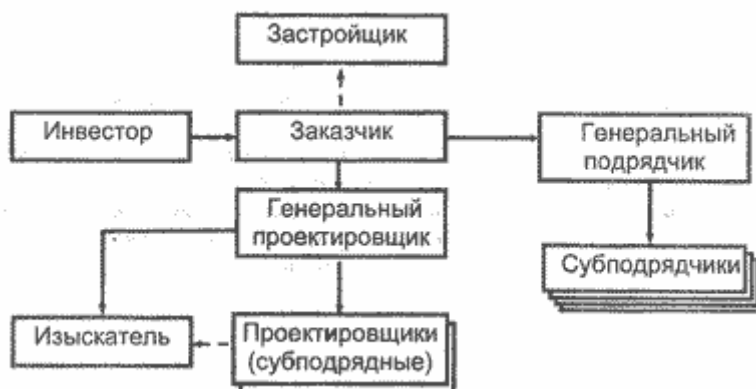 Застройщик
Инвестор
Заказчик
Генеральный
подрядчик
Генеральный
проектировщик
Субподрядчики
Изыскатель
Проектировщики
(субподрядные)